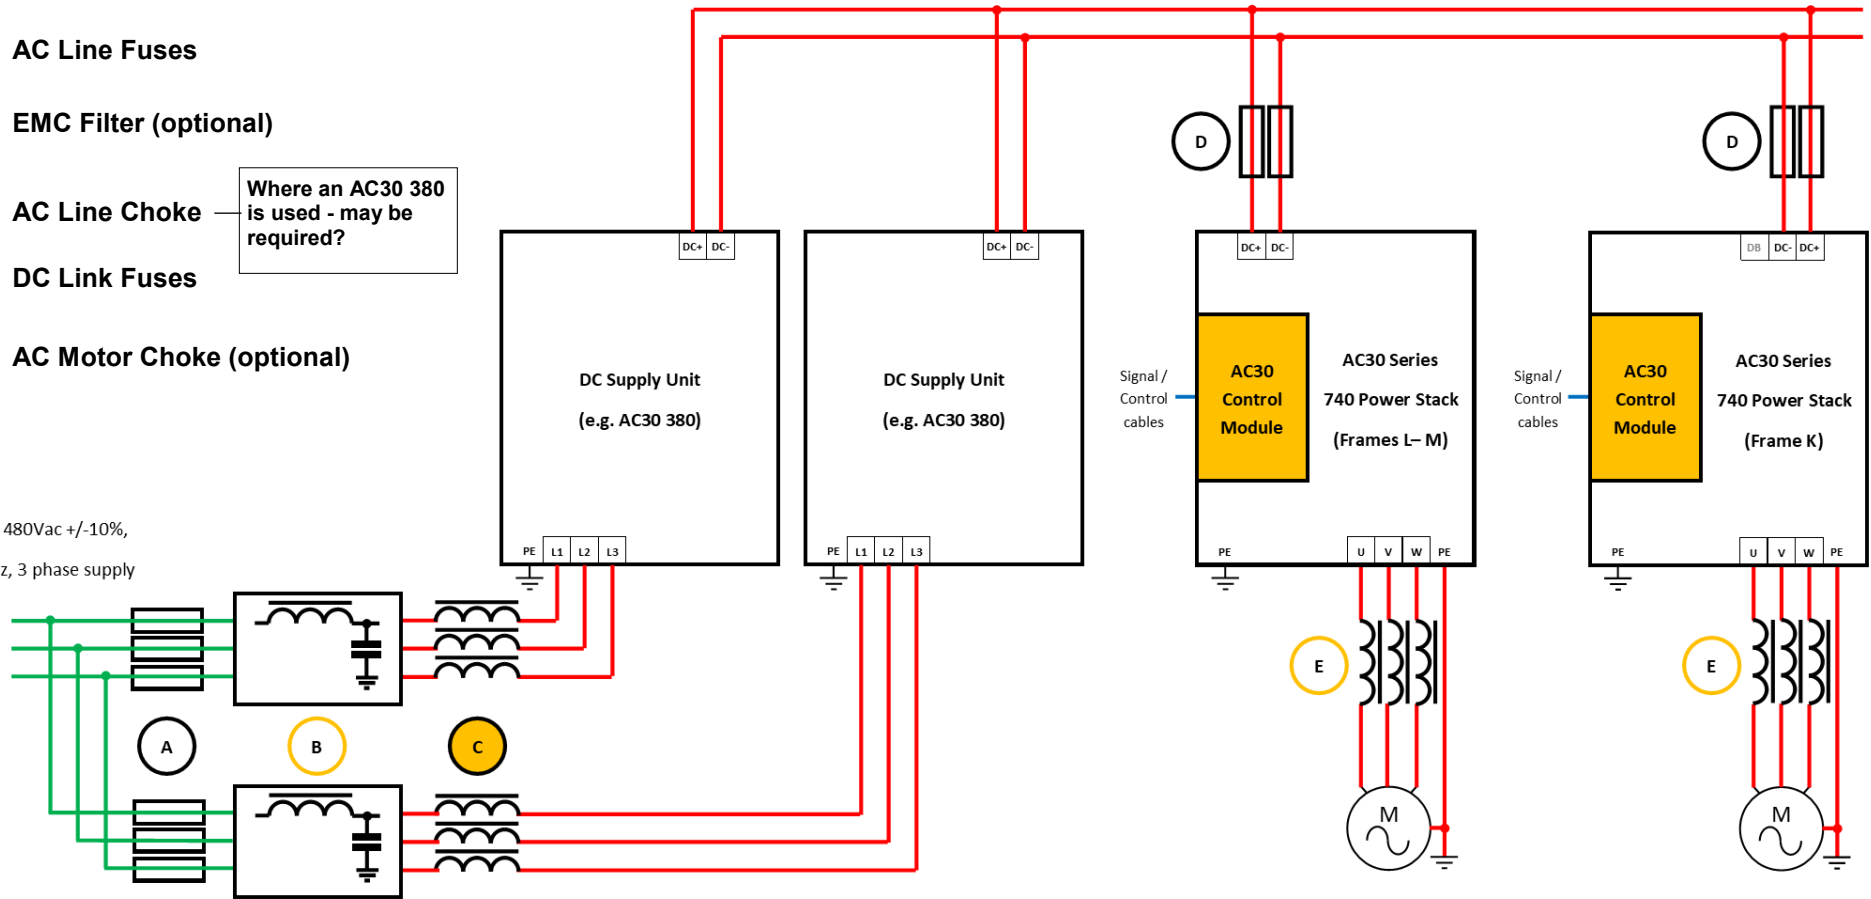 AC Line Fuses
EMC Filter (optional)
AC Line Choke
Where an AC30 380
is used - may be
required?
DC Link Fuses
AC Motor Choke (optional)
480Vac +/-10%,
z, 3 phase supply
DC+ DC-
DC Supply Unit
(e.g. AC30 380)
PE L1 L2 L3
DC+ DC-
DC Supply Unit
(e.g. AC30 380)
PE L1 L2 L3
D
DC+ DC-
Signal /
Control
cables
AC30
Control
Module
AC30 Series
740 Power Stack
(Frames L– M)
PE
U V W PE
E
M
D
DB DC- DC+
Signal /
Control
cables
AC30
Control
Module
AC30 Series
740 Power Stack
(Frame K)
PE
U V W PE
E
M
A
B
C